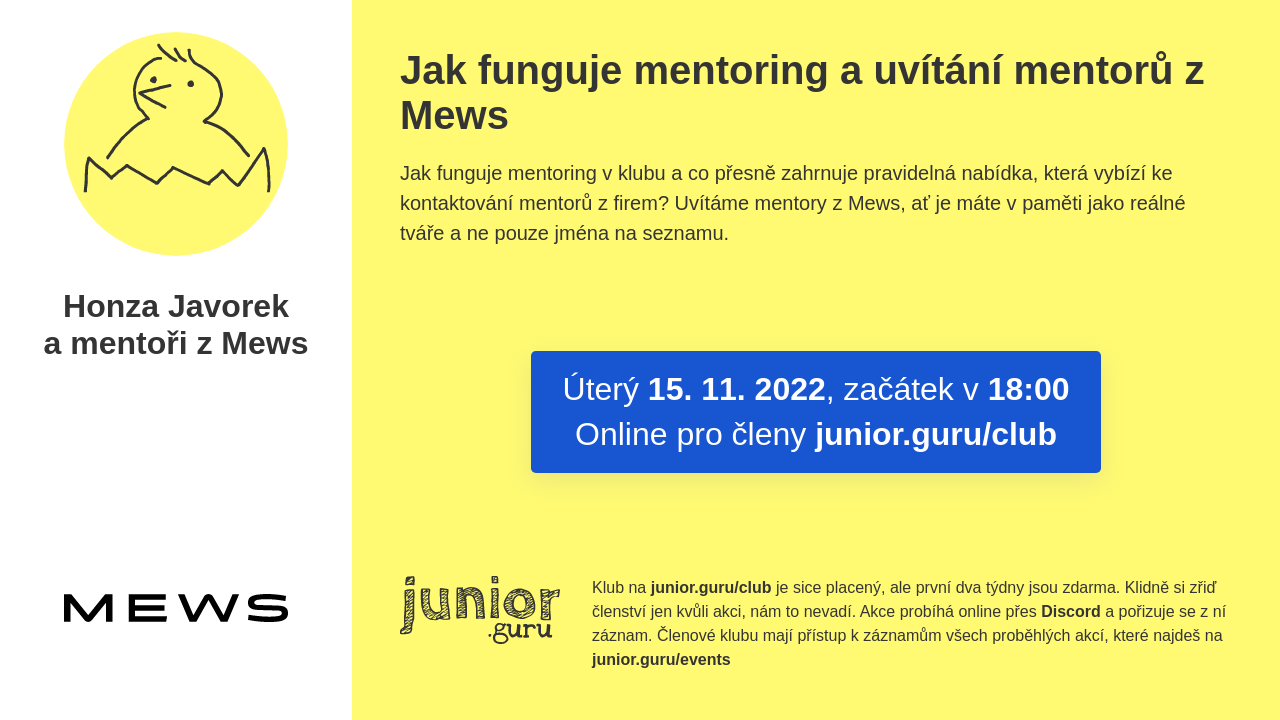 Honza Javorek
a mentoři z Mews
MEWS
Jak funguje mentoring a uvítání mentorů z
Mews
Jak funguje mentoring v klubu a co přesně zahrnuje pravidelná nabídka, která vybízí ke
kontaktování mentorů z firem? Uvítáme mentory z Mews, ať je máte v paměti jako reálné
tváře a ne pouze jména na seznamu.
Úterý 15. 11. 2022, začátek v 18:00
Online pro členy junior.guru/club
junior
.guru
Klub na junior.guru/club je sice placený, ale první dva týdny jsou zdarma. Klidně si zřiď
členství jen kvůli akci, nám to nevadí. Akce probíhá online přes Discord a pořizuje se z ní
záznam. Členové klubu mají přístup k záznamům všech proběhlých akcí, které najdeš na
junior.guru/events